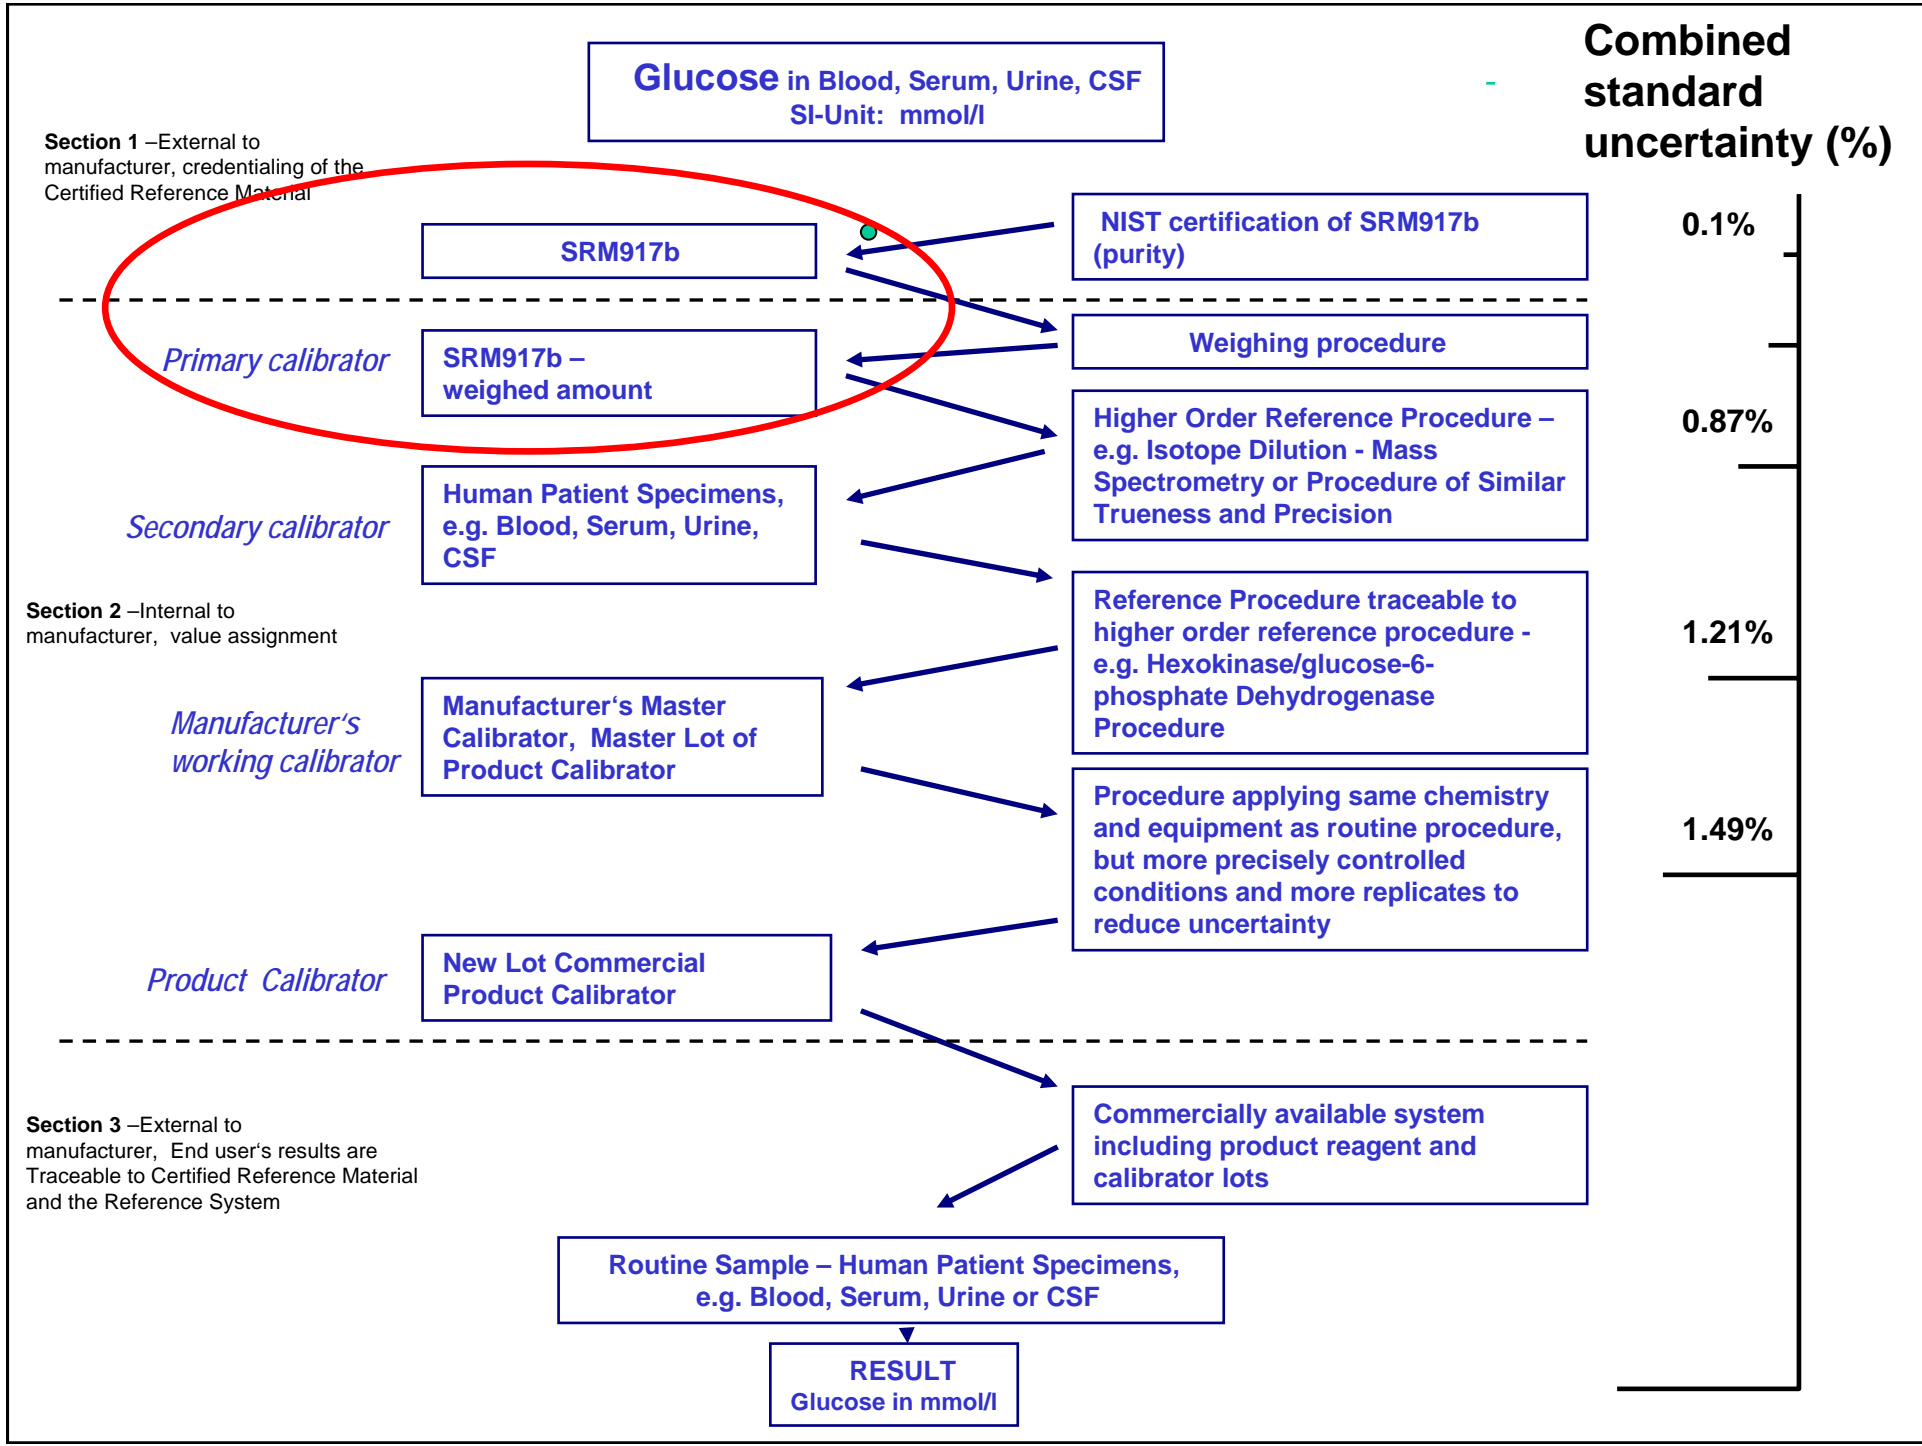 Combined
standard
uncertainty (%)
Glucose in Blood, Serum, Urine, CSF
SI-Unit: mmol/l
-
Section 1 –External to
manufacturer, credentialing of the
Certified Reference Material
SRM917b
NIST certification of SRM917b
(purity)
0.1%
Primary calibrator
SRM917b –
weighed amount
Weighing procedure
Higher Order Reference Procedure –
e.g. Isotope Dilution - Mass
Spectrometry or Procedure of Similar
Trueness and Precision
0.87%
Secondary calibrator
Human Patient Specimens,
e.g. Blood, Serum, Urine,
CSF
Section 2 –Internal to
manufacturer, value assignment
Reference Procedure traceable to
higher order reference procedure -
e.g. Hexokinase/glucose-6-
phosphate Dehydrogenase
Procedure
1.21%
Manufacturer‘s
working calibrator
Manufacturer‘s Master
Calibrator, Master Lot of
Product Calibrator
Procedure applying same chemistry
and equipment as routine procedure,
but more precisely controlled
conditions and more replicates to
reduce uncertainty
1.49%
Product Calibrator
New Lot Commercial
Product Calibrator
Section 3 –External to
manufacturer, End user‘s results are
Traceable to Certified Reference Material
and the Reference System
Commercially available system
including product reagent and
calibrator lots
Routine Sample – Human Patient Specimens,
e.g. Blood, Serum, Urine or CSF
RESULT
Glucose in mmol/l